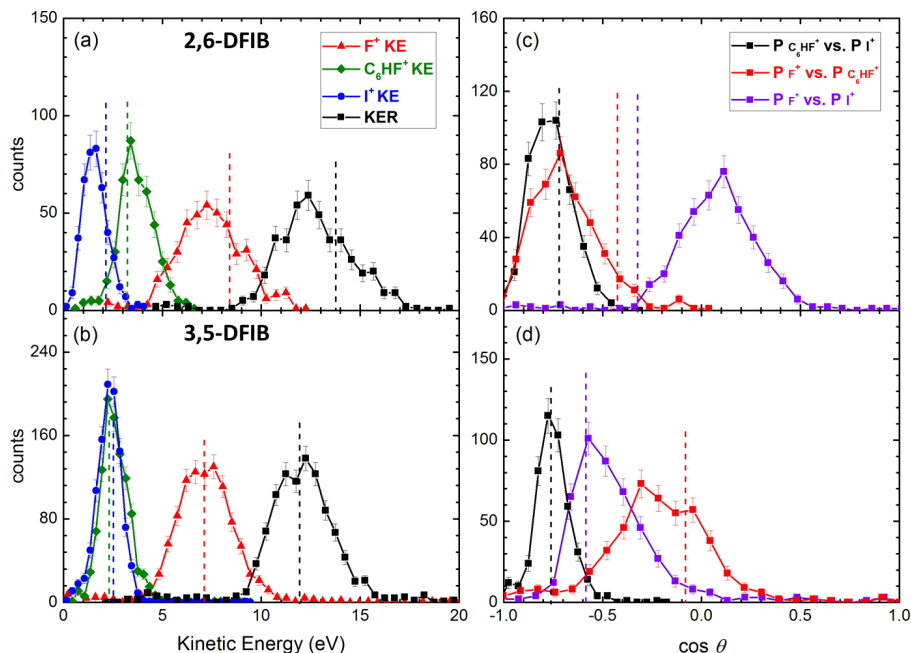 (a) 2,6-DFIB
F⁺ KE
C₆HF⁺ KE
I⁺ KE
KER
150
100
50
0
counts
(b) 3,5-DFIB
240
160
80
0
counts
0 5 10 15 20
Kinetic Energy (eV)
(c)
P C₆HF⁺ vs. P I⁺
P F⁺ vs. P C₆HF⁺
P F⁺ vs. P I⁺
160
120
80
40
0
(d)
150
100
50
0
-1.0 -0.5 0.0 0.5 1.0
cos θ